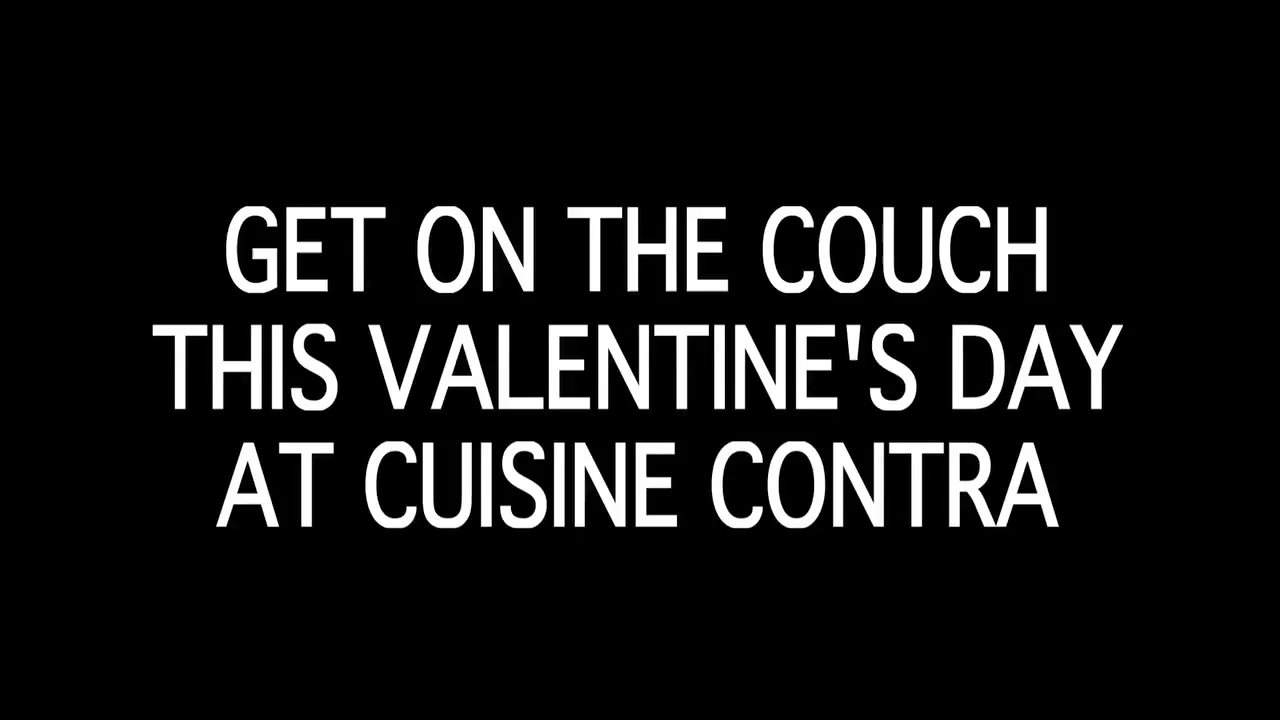 GET ON THE COUCH
THIS VALENTINE'S DAY
AT CUISINE CONTRA